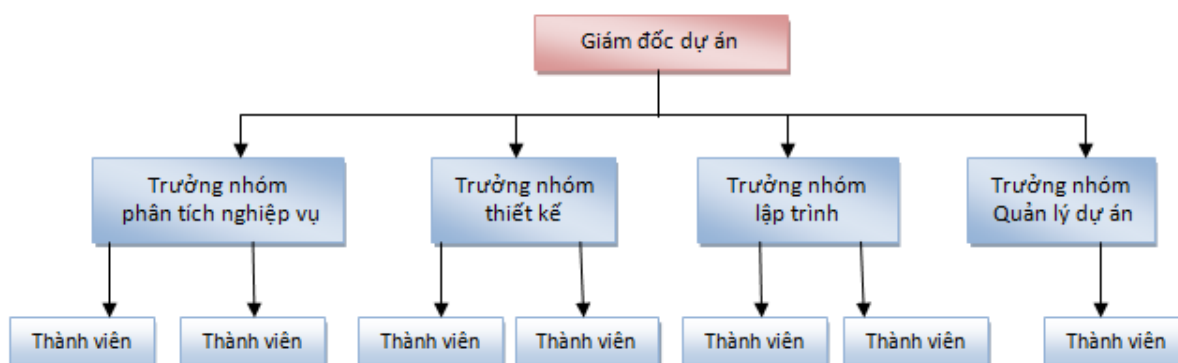 Giám đốc dự án
Trưởng nhóm
phân tích nghiệp vụ
Trưởng nhóm
thiết kế
Trưởng nhóm
lập trình
Trưởng nhóm
Quản lý dự án
Thành viên
Thành viên
Thành viên
Thành viên
Thành viên
Thành viên
Thành viên